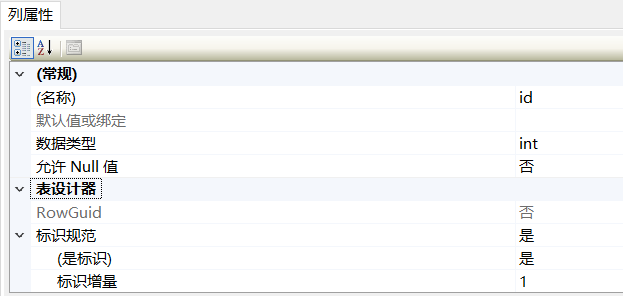 列属性
(常规)
(名称) id
默认值或绑定
数据类型 int
允许 Null 值 否
表设计器
RowGuid 否
标识规范 是
(是标识) 是
标识增量 1